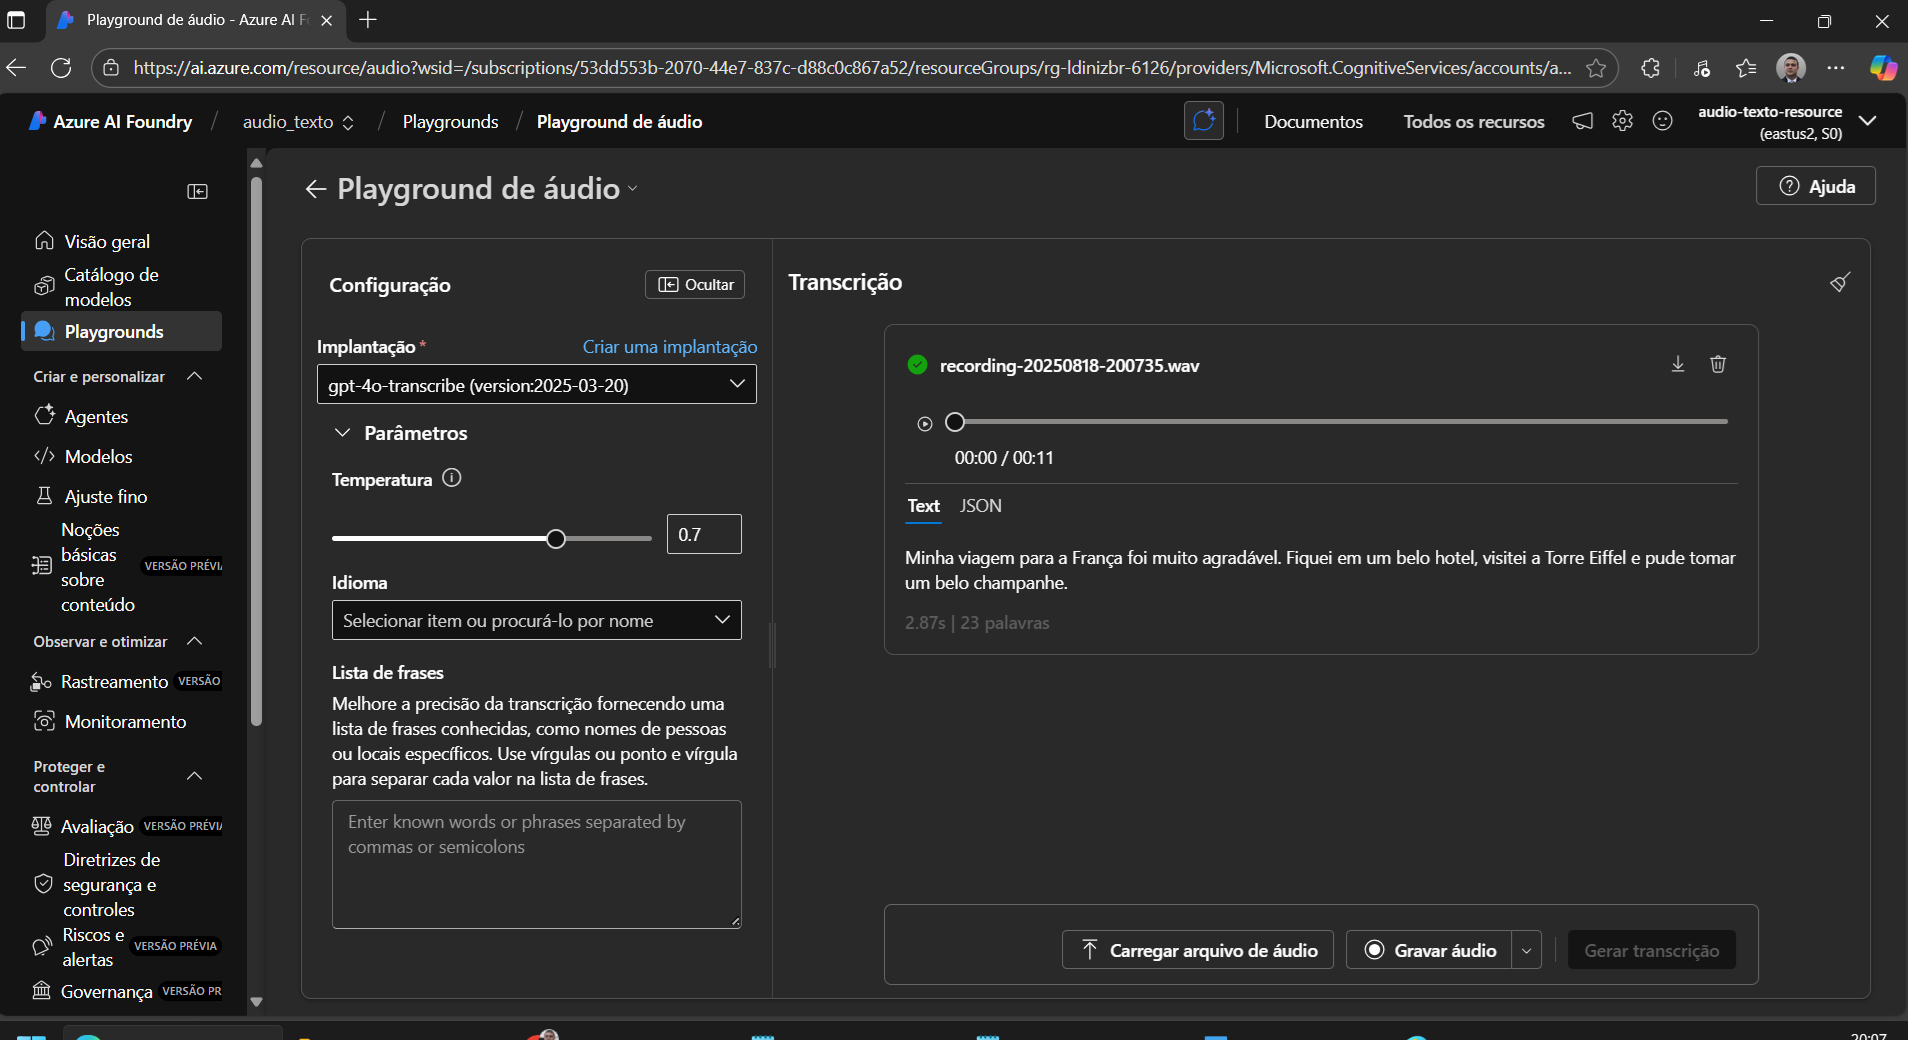 Playground de áudio - Azure AI F
https://ai.azure.com/resource/audio?wsid=/subscriptions/53dd553b-2070-44e7-837c-d88c0c867a52/resourceGroups/rg-ldinizbr-6126/providers/Microsoft.CognitiveServices/accounts/a...
Azure AI Foundry / audio_texto / Playgrounds / Playground de áudio
Documentos
Todos os recursos
audio-texto-resource
(eastus2, S0)
Visão geral
Catálogo de
modelos
Playgrounds
Criar e personalizar
Agentes
Modelos
Ajuste fino
Noções
básicas
sobre
conteúdo
VERSÃO PRÉVIA
Observar e otimizar
Rastreamento VERSÃO
Monitoramento
Proteger e
controlar
Avaliação VERSÃO PRÉVIA
Diretrizes de
segurança e
controles
Riscos e
alertas
VERSÃO PRÉVIA
Governança VERSÃO PR
Playground de áudio
Ajuda
Configuração
Ocultar
Implantação *
Criar uma implantação
gpt-4o-transcribe (version:2025-03-20)
Parâmetros
Temperatura
0.7
Idioma
Selecionar item ou procurá-lo por nome
Lista de frases
Melhore a precisão da transcrição fornecendo uma
lista de frases conhecidas, como nomes de pessoas
ou locais específicos. Use vírgulas ou ponto e vírgula
para separar cada valor na lista de frases.
Enter known words or phrases separated by
commas or semicolons
Transcrição
recording-20250818-200735.wav
00:00 / 00:11
Text JSON
Minha viagem para a França foi muito agradável. Fiquei em um belo hotel, visitei a Torre Eiffel e pude tomar
um belo champanhe.
2.87s | 23 palavras
Carregar arquivo de áudio
Gravar áudio
Gerar transcrição
20:07